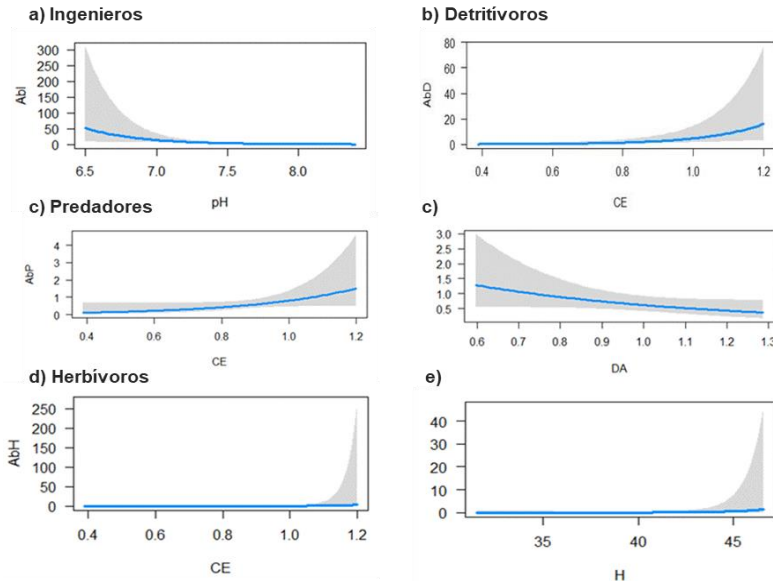 a) Ingenieros
300
250
200
150
100
50
0
AbI
6.5 7.0 7.5 8.0
pH
b) Detritívoros
80
60
40
20
0
AbD
0.4 0.6 0.8 1.0 1.2
CE
c) Predadores
4
3
2
1
0
AbP
0.4 0.6 0.8 1.0 1.2
CE
c)
3.0
2.5
2.0
1.5
1.0
0.5
0.6 0.7 0.8 0.9 1.0 1.1 1.2 1.3
DA
d) Herbívoros
250
200
150
100
50
0
AbH
0.4 0.6 0.8 1.0 1.2
CE
e)
40
30
20
10
0
35 40 45
H